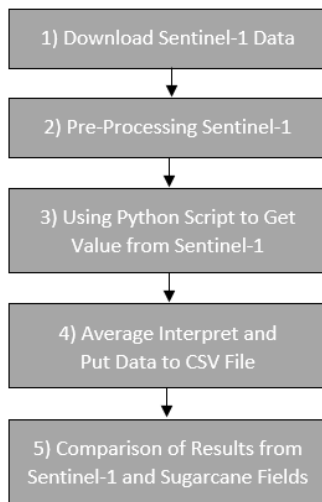 1) Download Sentinel-1 Data
2) Pre-Processing Sentinel-1
3) Using Python Script to Get
Value from Sentinel-1
4) Average Interpret and
Put Data to CSV File
5) Comparison of Results from
Sentinel-1 and Sugarcane Fields